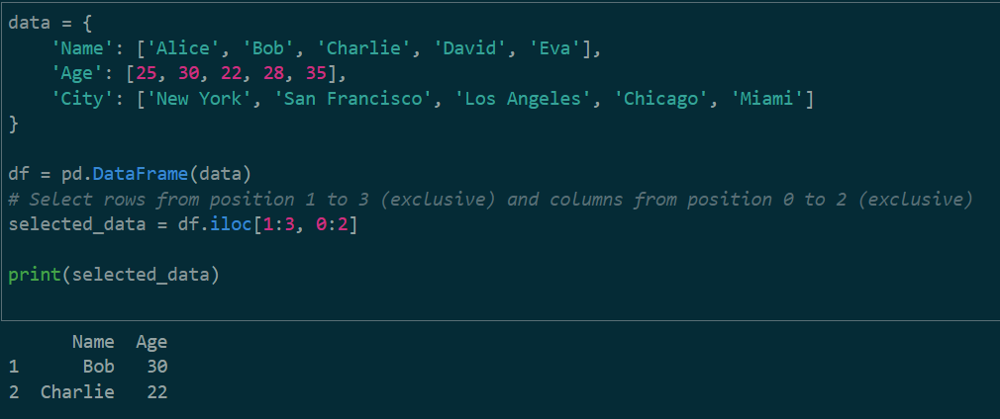 data = {
    'Name': ['Alice', 'Bob', 'Charlie', 'David', 'Eva'],
    'Age': [25, 30, 22, 28, 35],
    'City': ['New York', 'San Francisco', 'Los Angeles', 'Chicago', 'Miami']
}

df = pd.DataFrame(data)
# Select rows from position 1 to 3 (exclusive) and columns from position 0 to 2 (exclusive)
selected_data = df.iloc[1:3, 0:2]

print(selected_data)

      Name  Age
1      Bob   30
2  Charlie   22